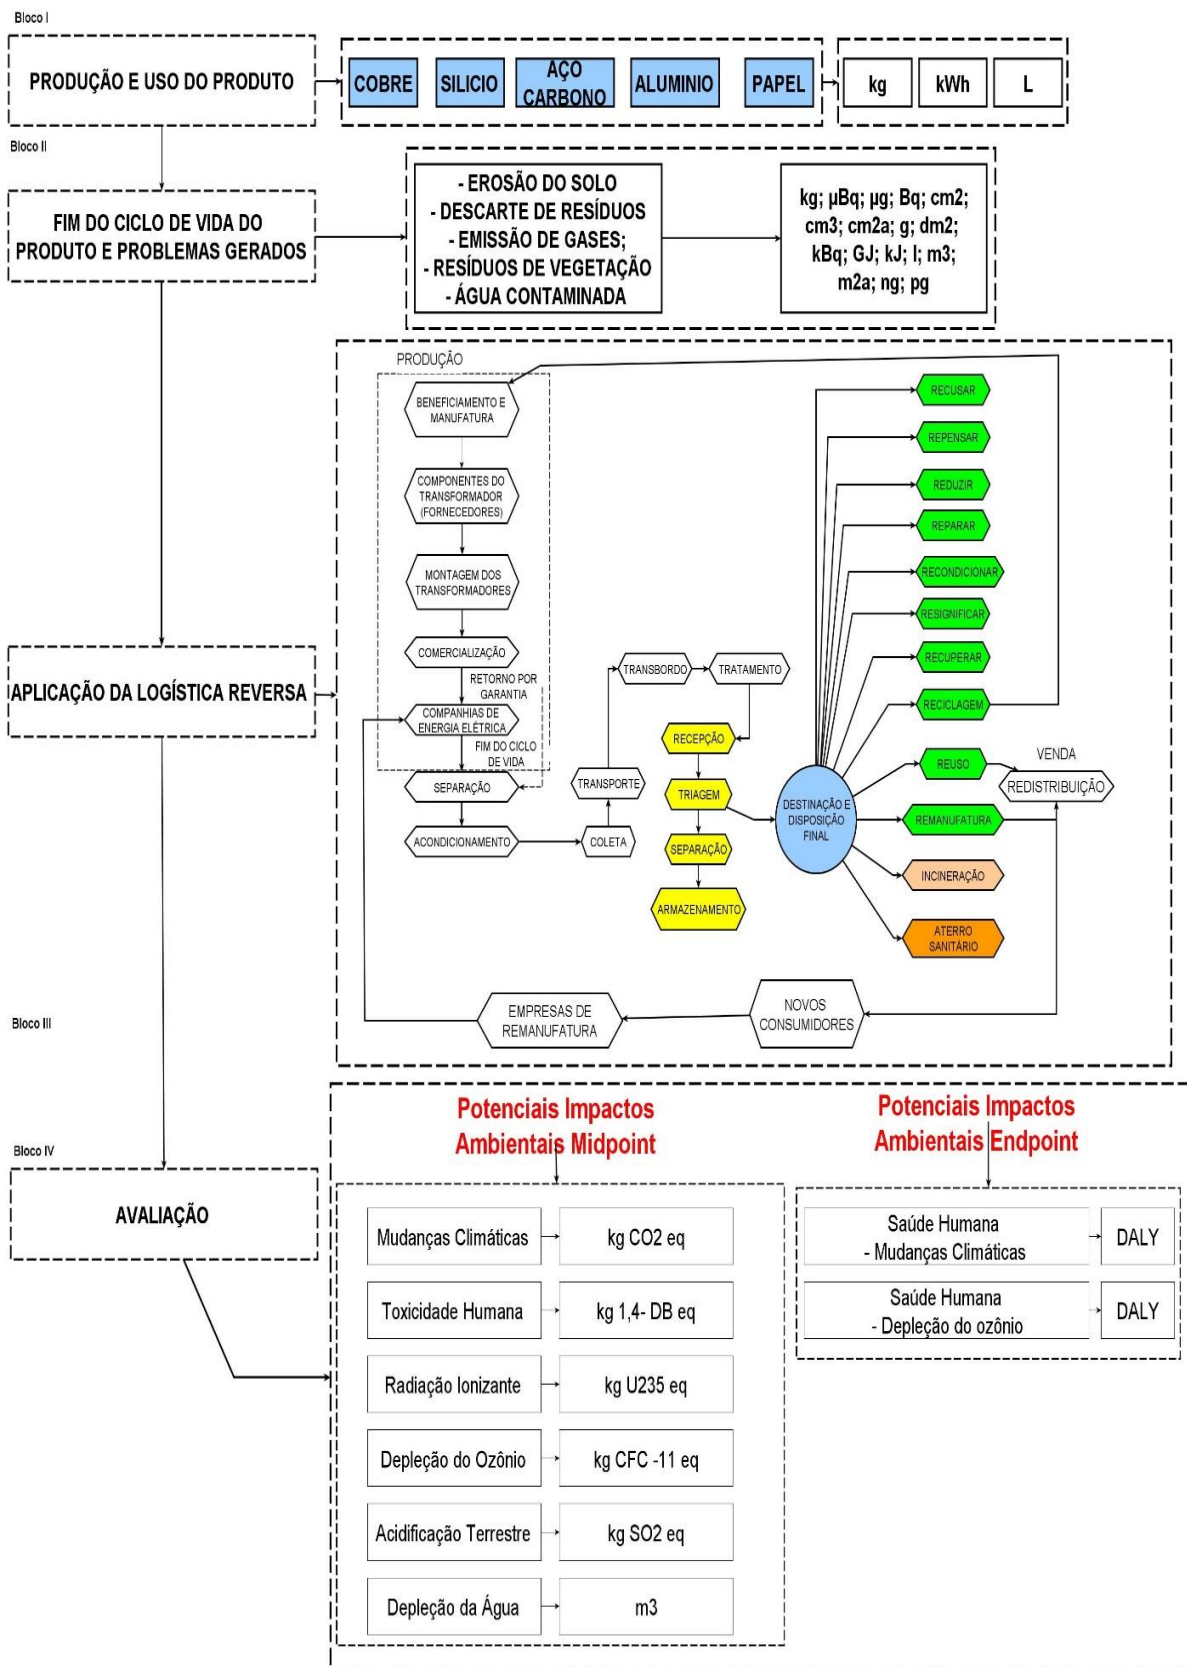 Bloco I
PRODUÇÃO E USO DO PRODUTO
COBRE
SILICIO
AÇO
CARBONO
ALUMINIO
PAPEL
kg
kWh
L
Bloco II
FIM DO CICLO DE VIDA DO
PRODUTO E PROBLEMAS GERADOS
- EROSÃO DO SOLO
- DESCARTE DE RESÍDUOS
- EMISSÃO DE GASES;
- RESÍDUOS DE VEGETAÇÃO
- ÁGUA CONTAMINADA
kg; µBq; µg; Bq; cm2;
cm3; cm2a; g; dm2;
kBq; GJ; kJ; l; m3;
m2a; ng; pg
APLICAÇÃO DA LOGÍSTICA REVERSA
PRODUÇÃO
BENEFICIAMENTO E
MANUFATURA
COMPONENTES DO
TRANSFORMADOR
(FORNECEDORES)
MONTAGEM DOS
TRANSFORMADORES
COMERCIALIZAÇÃO
RETORNO POR
GARANTIA
COMPANHIAS DE
ENERGIA ELÉTRICA
FIM DO CICLO
DE VIDA
SEPARAÇÃO
ACONDICIONAMENTO
COLETA
TRANSPORTE
TRANSBORDO
TRATAMENTO
RECEPÇÃO
TRIAGEM
SEPARAÇÃO
ARMAZENAMENTO
DESTINAÇÃO E
DISPOSIÇÃO
FINAL
RECUSAR
REPENSAR
REDUZIR
REPARAR
RECONDICIONAR
RESIGNIFICAR
RECUPERAR
RECICLAGEM
REUSO
VENDA
REDISTRIBUIÇÃO
REMANUFATURA
INCINERAÇÃO
ATERRO
SANITÁRIO
NOVOS
CONSUMIDORES
EMPRESAS DE
REMANUFATURA
Bloco III
Bloco IV
AVALIAÇÃO
Potenciais Impactos
Ambientais Midpoint
Mudanças Climáticas
kg CO2 eq
Toxicidade Humana
kg 1,4- DB eq
Radiação Ionizante
kg U235 eq
Depleção do Ozônio
kg CFC -11 eq
Acidificação Terrestre
kg SO2 eq
Depleção da Água
m3
Potenciais Impactos
Ambientais Endpoint
Saúde Humana
- Mudanças Climáticas
DALY
Saúde Humana
- Depleção do ozônio
DALY